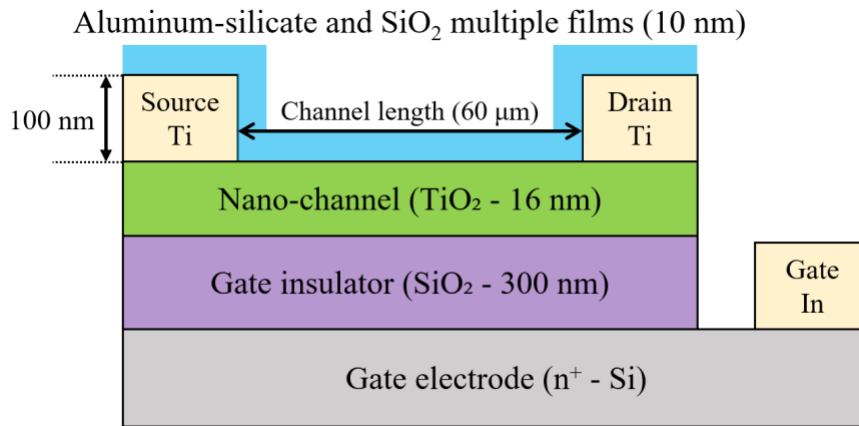 Aluminum-silicate and SiO₂ multiple films (10 nm)
100 nm
Source
Ti
Channel length (60 μm)
Drain
Ti
Nano-channel (TiO₂ - 16 nm)
Gate insulator (SiO₂ - 300 nm)
Gate
In
Gate electrode (n⁺ - Si)